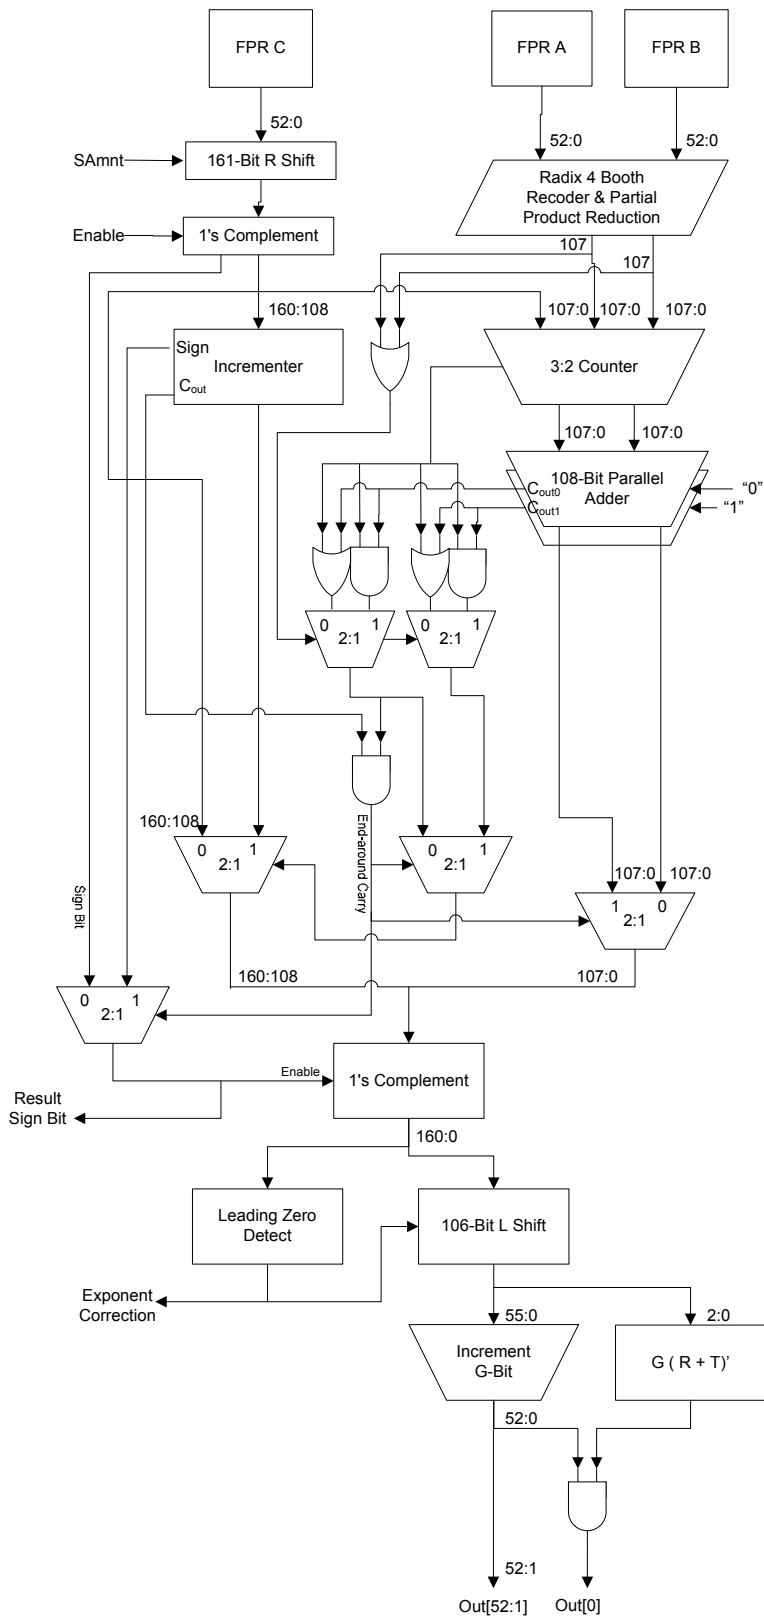 FPR C
FPR A
FPR B
52:0
52:0
52:0
SAmnt
161-Bit R Shift
Radix 4 Booth
Recoder & Partial
Product Reduction
Enable
1's Complement
107
107
160:108
107:0
107:0
107:0
Sign
Incrementer
Cout
3:2 Counter
107:0
107:0
108-Bit Parallel
Adder
Cout0
Cout1
“0”
“1”
0
1
2:1
0
1
2:1
160:108
0
1
2:1
End-around Carry
0
1
2:1
107:0
107:0
1
0
2:1
Sign Bit
160:108
107:0
0
1
2:1
Enable
1's Complement
Result
Sign Bit
160:0
Leading Zero
Detect
106-Bit L Shift
Exponent
Correction
55:0
2:0
Increment
G-Bit
G ( R + T)'
52:0
52:1
Out[52:1]
Out[0]